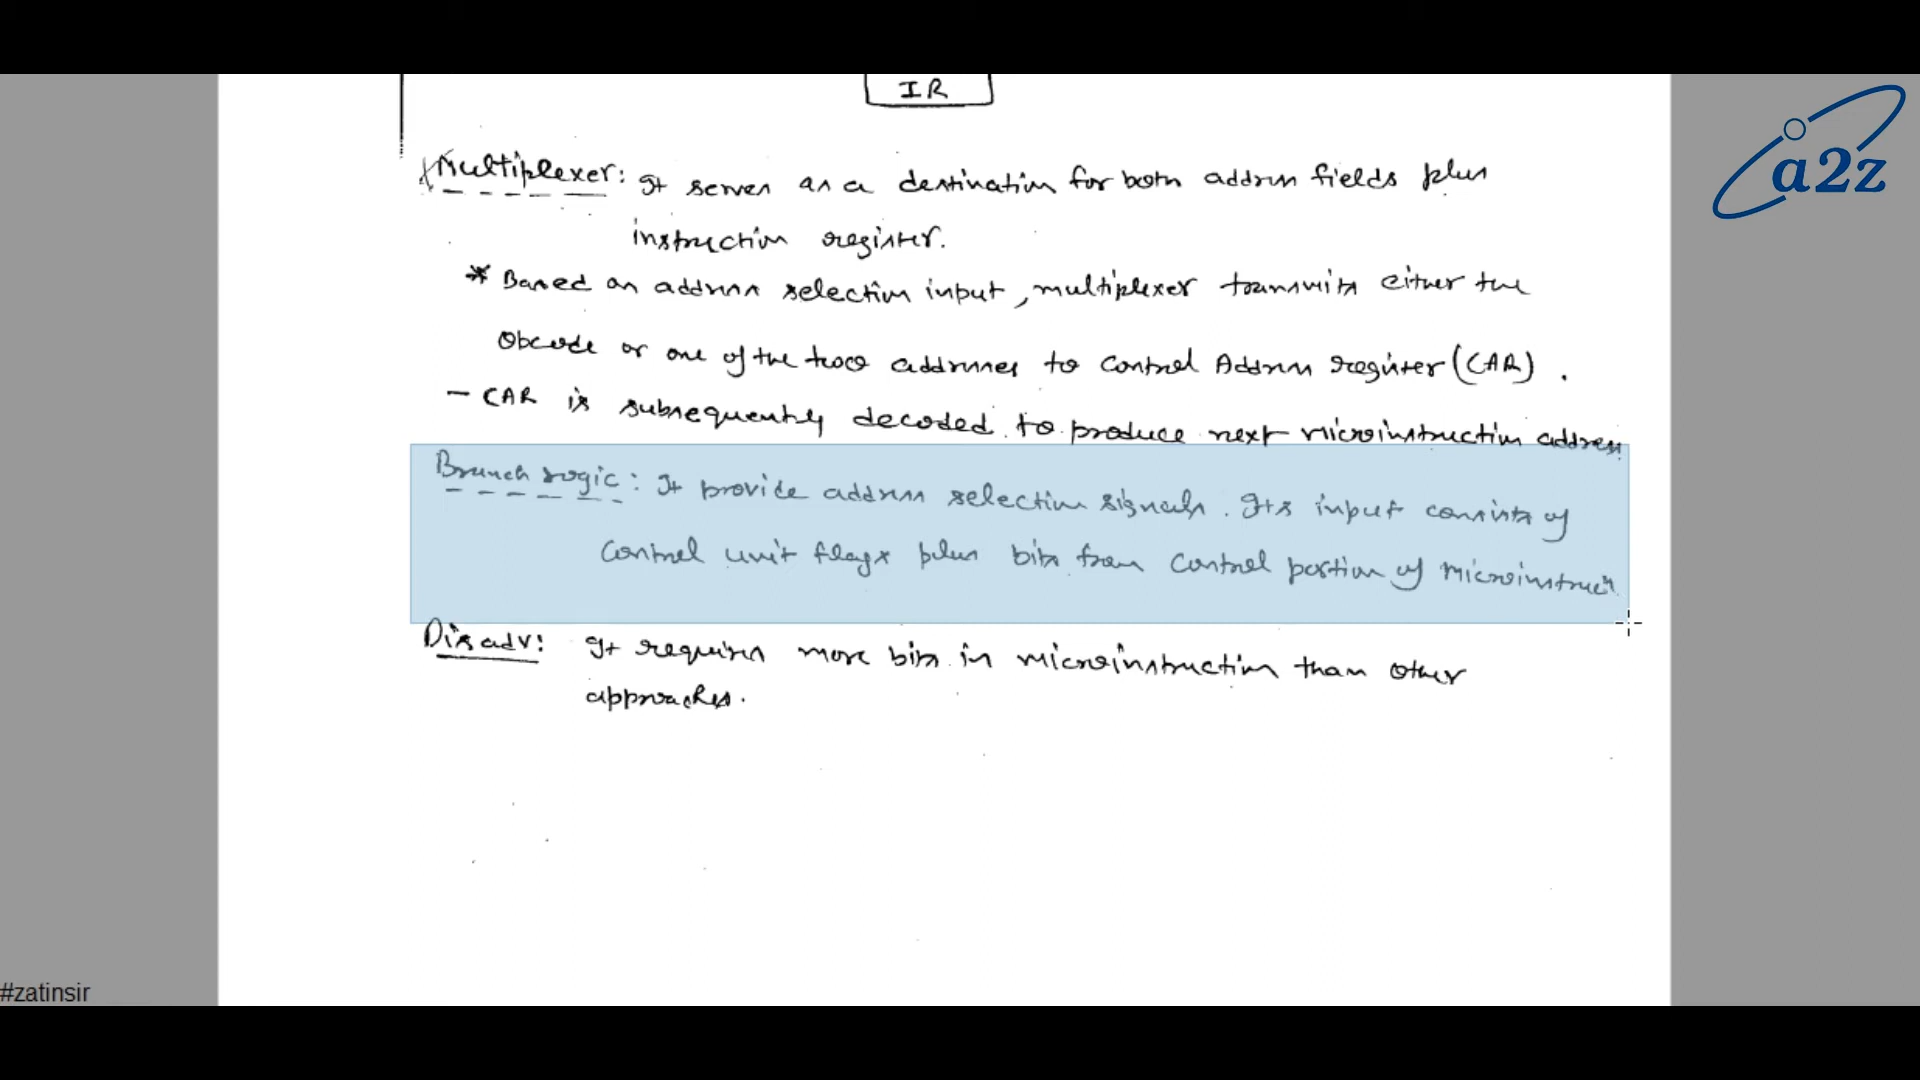 IR
a2z
Multiplexer: It serves as a destination for both address fields plus
instruction register.
* Based on address selection input, multiplexer transmits either the
Obcode or one of the two addresses to Control Address register (CAR).
- CAR is subsequently decoded to produce next microinstruction address.
Branch Logic: It provide address selection signals. Its input consists of
Control unit flags plus bits from Control portion of Microinstruc
Disadv: It requires more bits in microinstruction than other
approaches.
#zatinsir